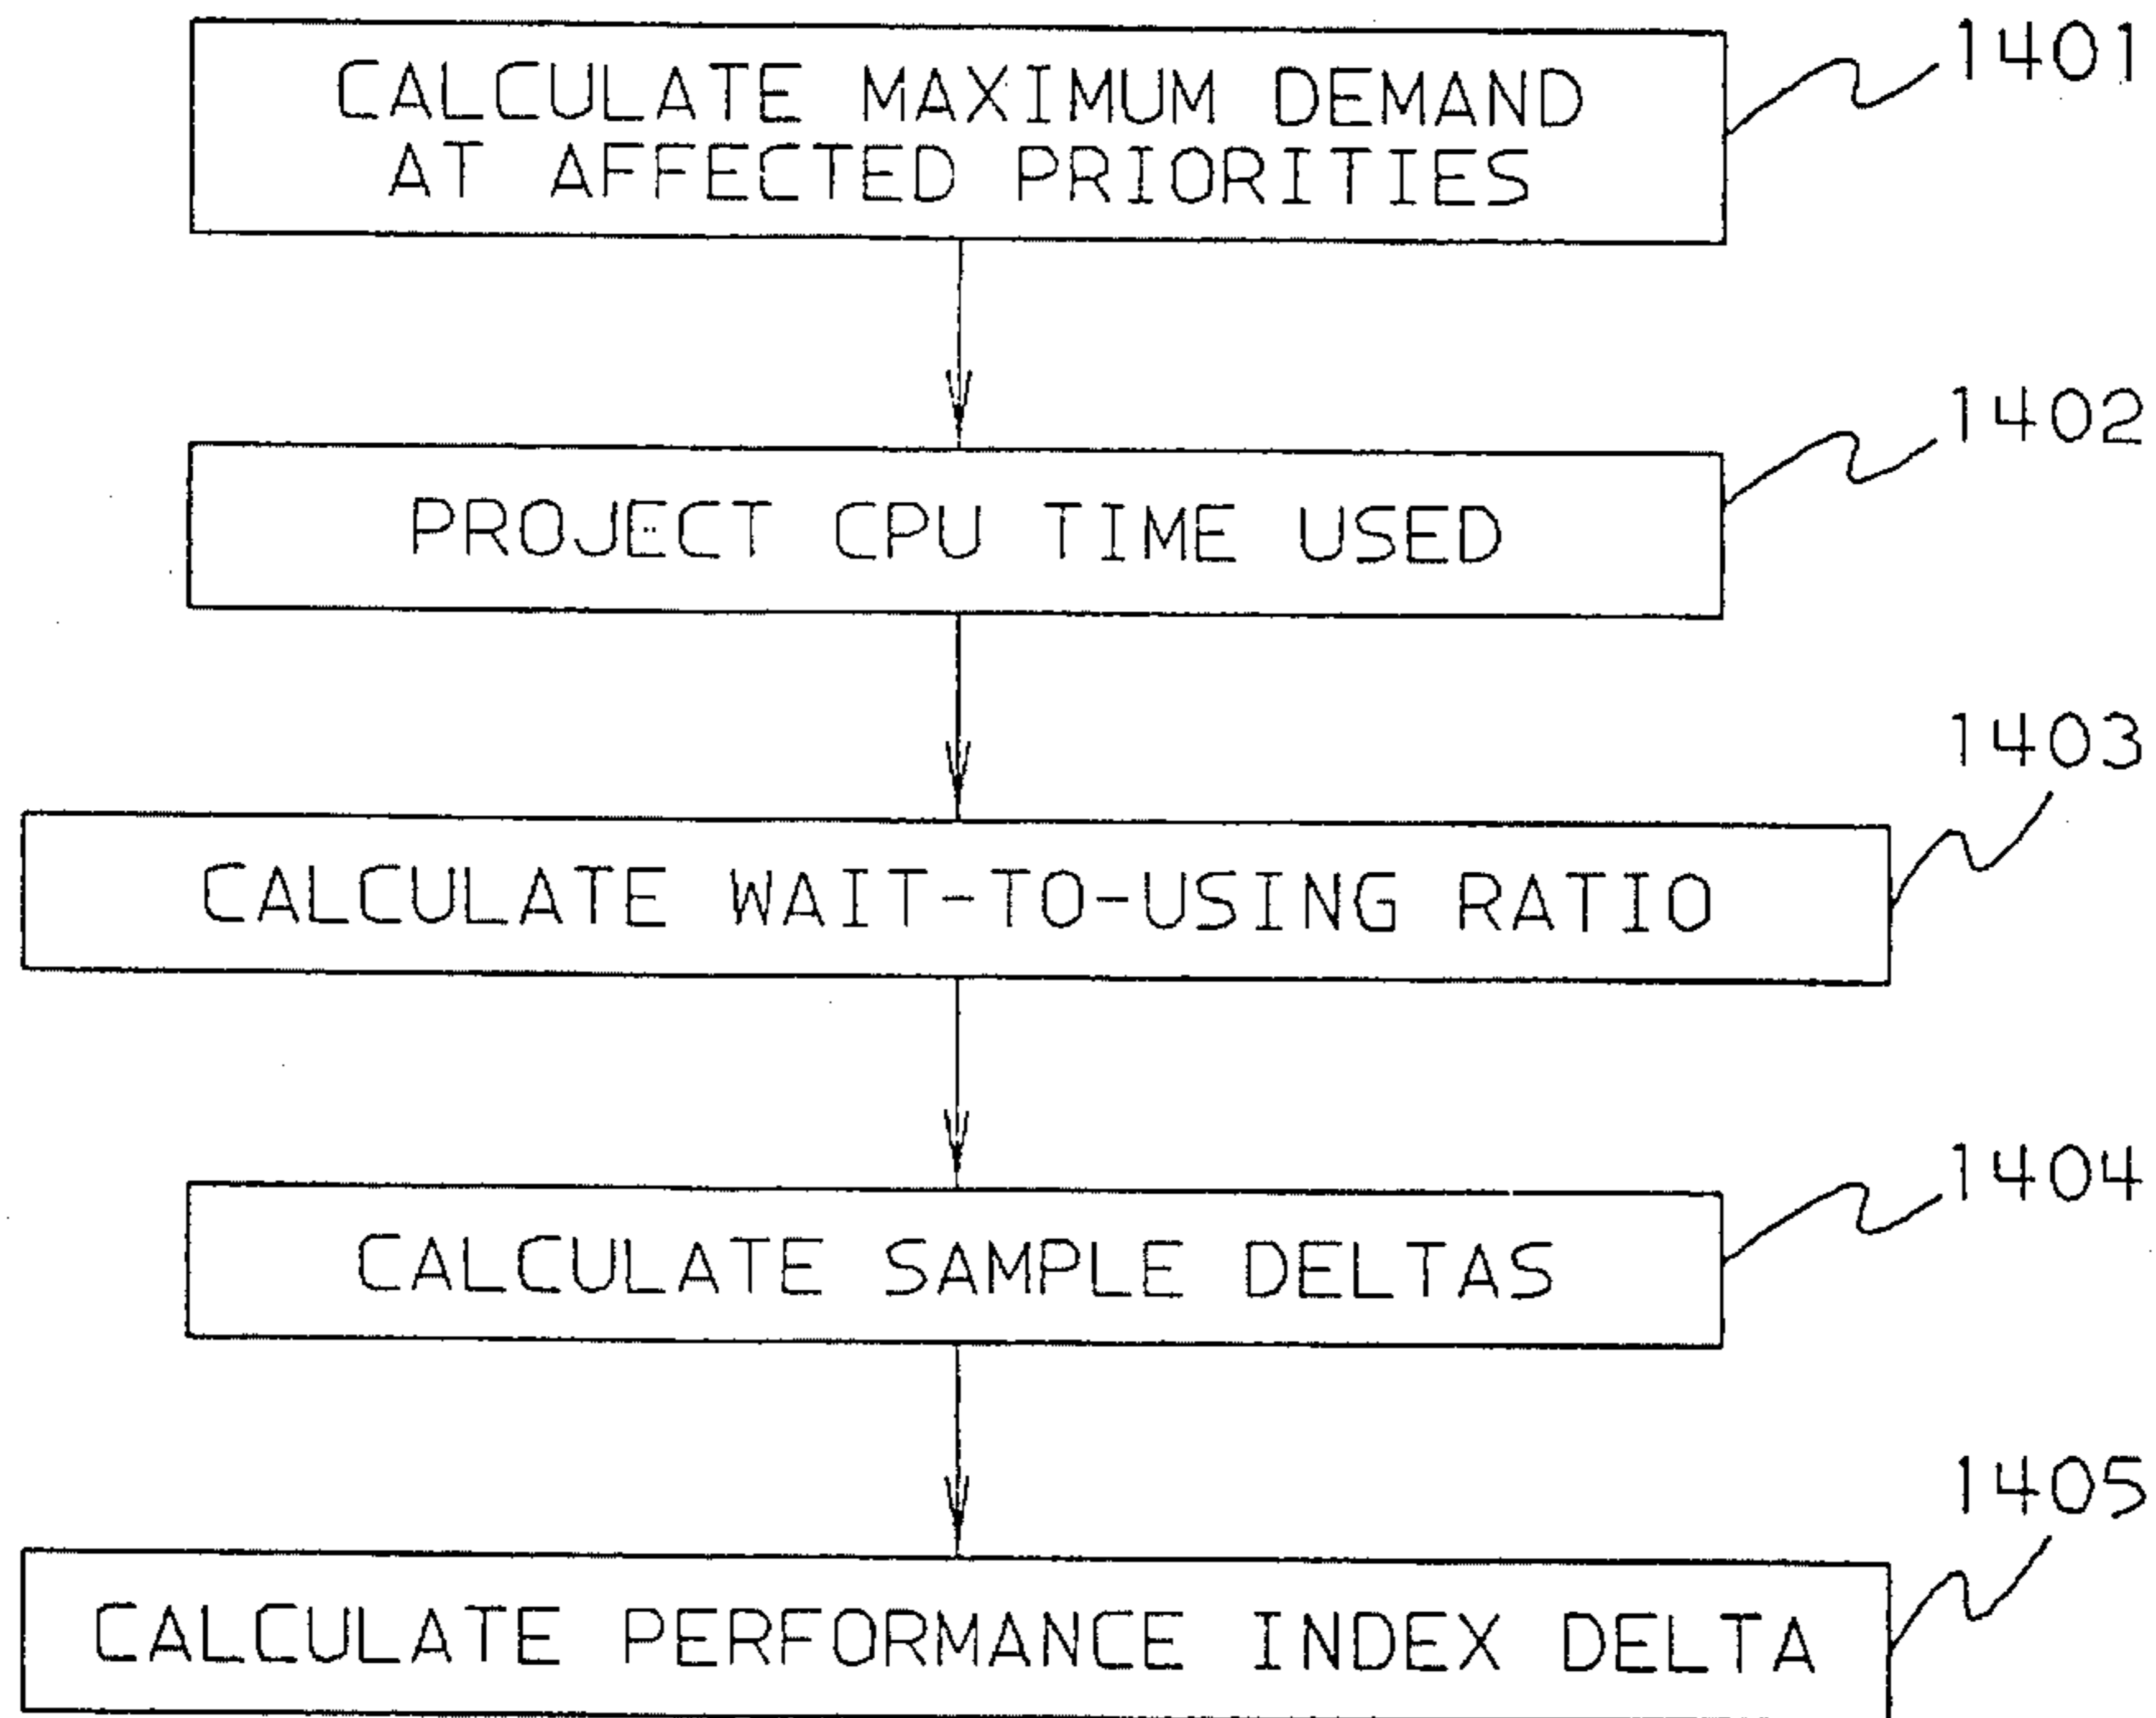 CALCULATE MAXIMUM DEMAND
AT AFFECTED PRIORITIES
1401
PROJECT CPU TIME USED
1402
CALCULATE WAIT-TO-USING RATIO
1403
CALCULATE SAMPLE DELTAS
1404
CALCULATE PERFORMANCE INDEX DELTA
1405